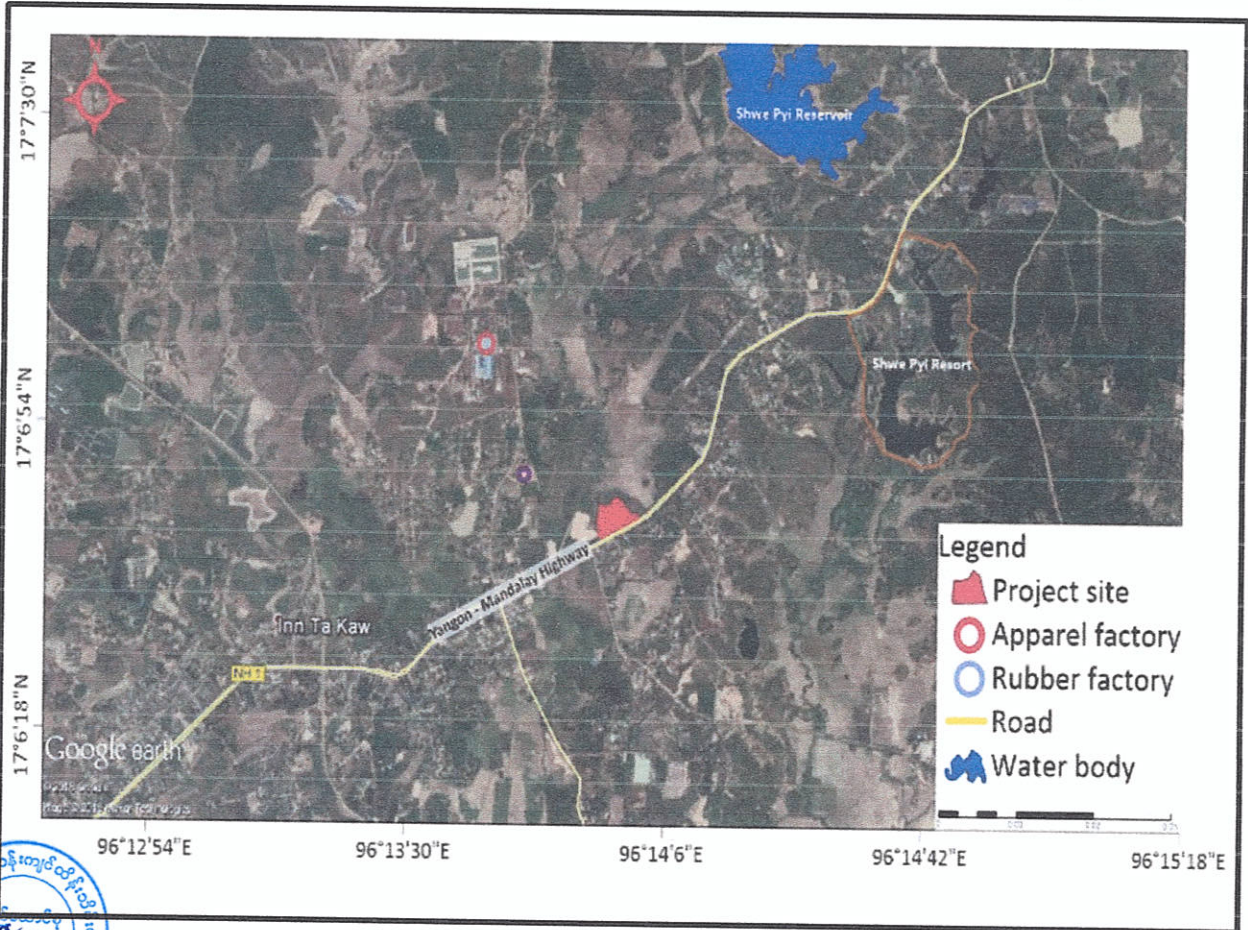 N
17°7'30"N
Shwe Pyi Reservoir
17°6'54"N
Shwe Pyi Resort
Yangon - Mandalay Highway
Inn Ta Kaw
NH 1
17°6'18"N
Google earth
Legend
Project site
Apparel factory
Rubber factory
Road
Water body
96°12'54"E
96°13'30"E
96°14'6"E
96°14'42"E
96°15'18"E